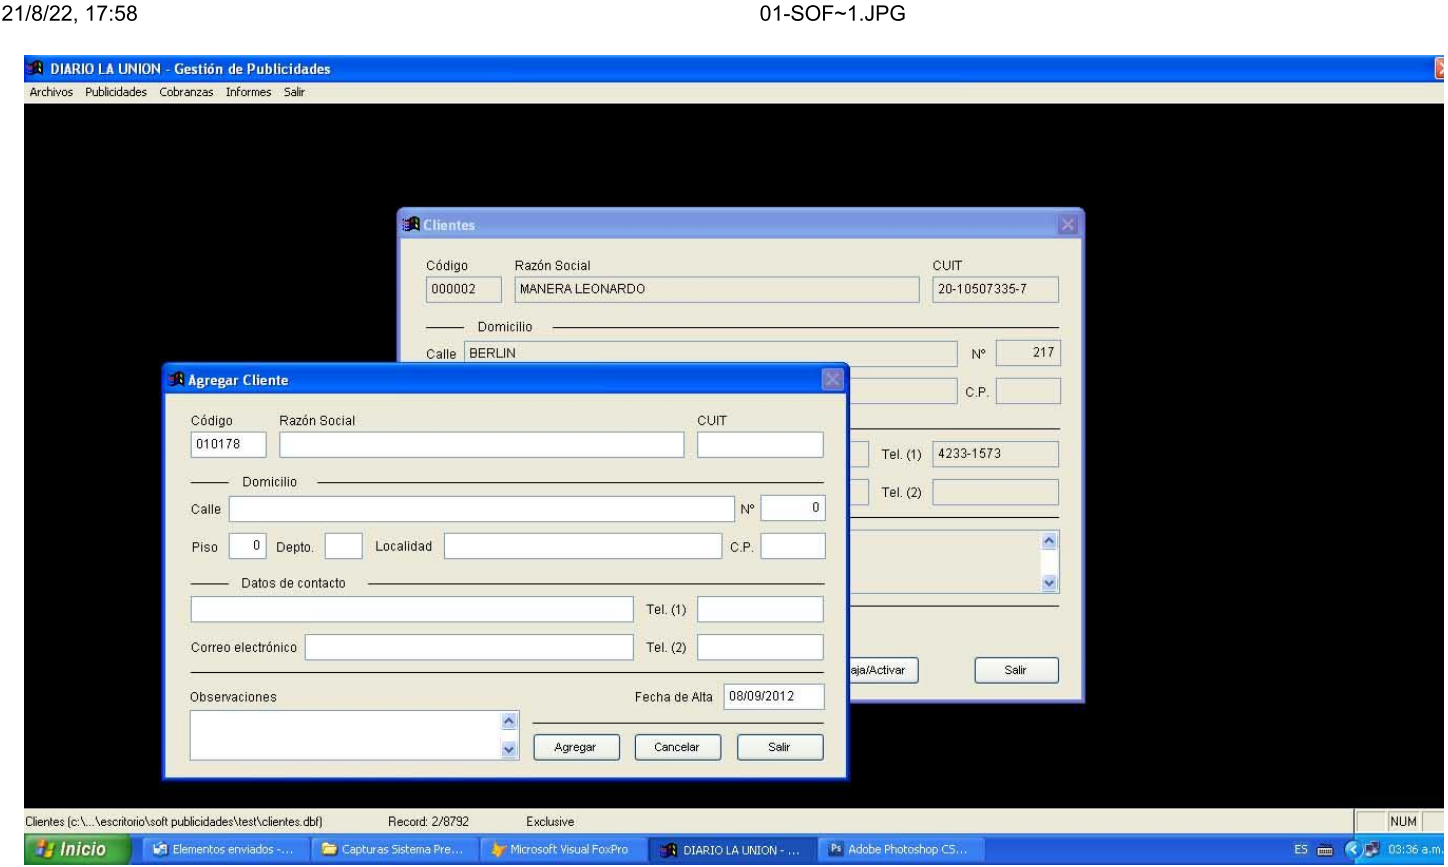 21/8/22, 17:58 01-SOF~1.JPG
DIARIO LA UNION - Gestión de Publicidades
Archivos Publicidades Cobranzas Informes Salir
Clientes
Código Razón Social CUIT
000002 MANERA LEONARDO 20-10507335-7
Domicilio
Calle BERLIN Nº 217
C.P.
Tel. (1) 4233-1573
Tel. (2)
aja/Activar Salir
Agregar Cliente
Código Razón Social CUIT
010178
Domicilio
Calle Nº 0
Piso 0 Depto. Localidad C.P.
Datos de contacto
Tel. (1)
Correo electrónico Tel. (2)
Observaciones Fecha de Alta 08/09/2012
Agregar Cancelar Salir
Clientes (c:\...\escritorio\soft publicidades\test\clientes.dbf) Record: 2/8792 Exclusive NUM
Inicio Elementos enviados -... Capturas Sistema Pre... Microsoft Visual FoxPro DIARIO LA UNION - ... Adobe Photoshop CS... ES 03:36 a.m.